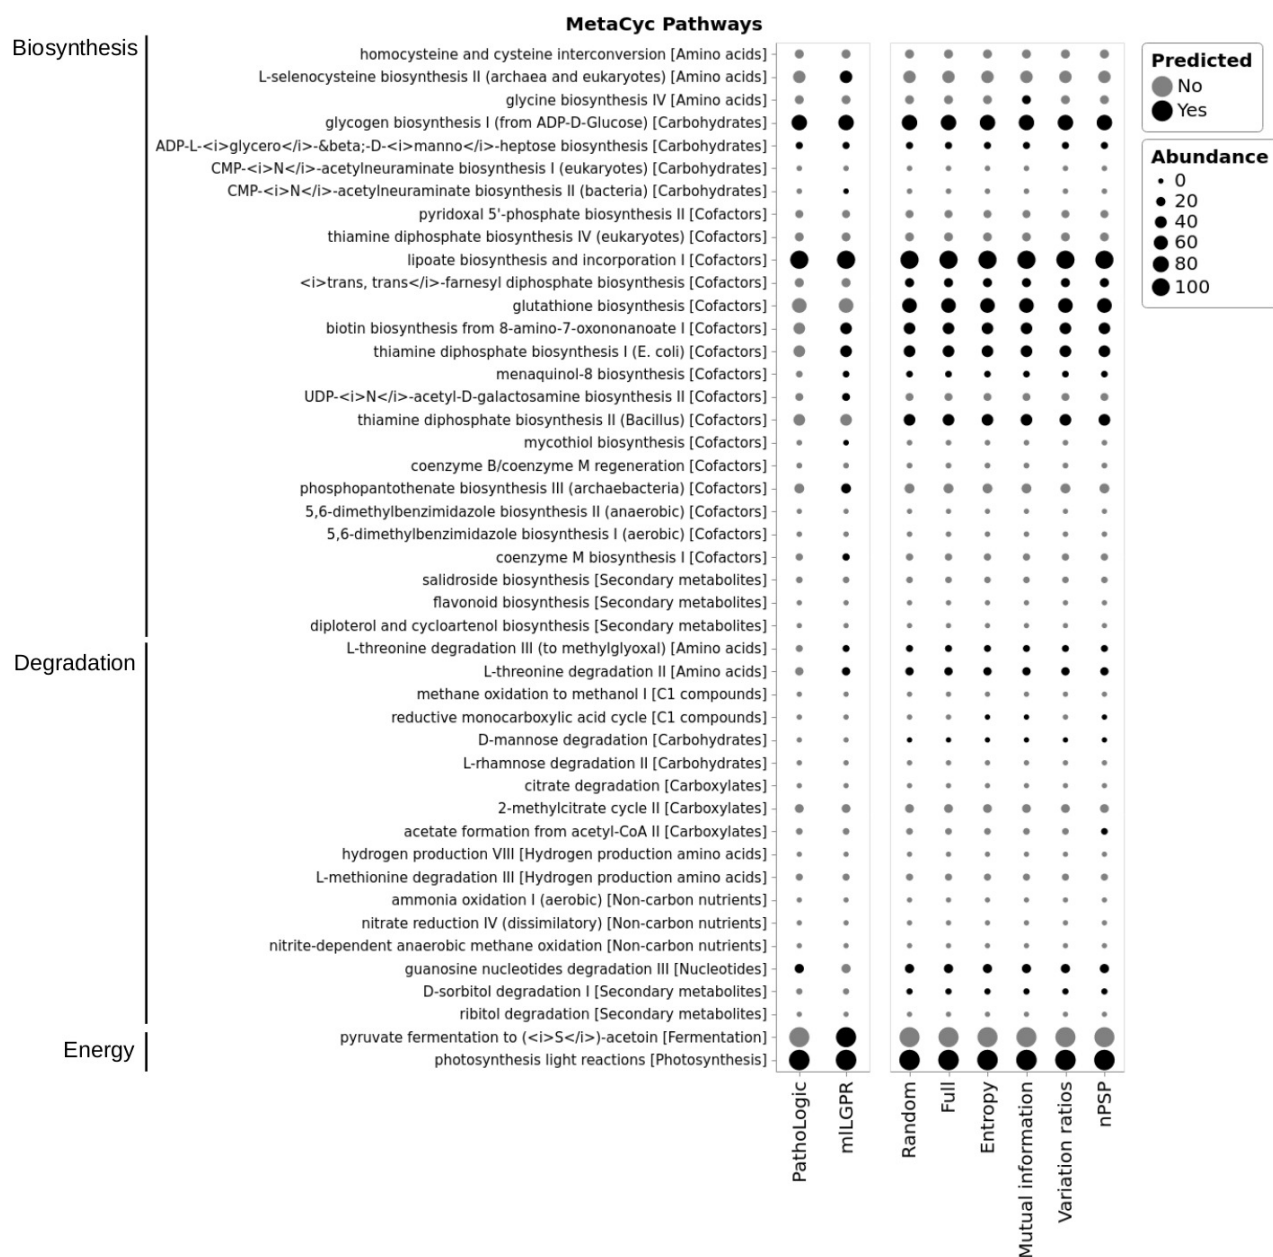 MetaCyc Pathways
Biosynthesis
homocysteine and cysteine interconversion [Amino acids]
L-selenocysteine biosynthesis II (archaea and eukaryotes) [Amino acids]
glycine biosynthesis IV [Amino acids]
glycogen biosynthesis I (from ADP-D-Glucose) [Carbohydrates]
ADP-L-<i>glycero</i>-&beta;-D-<i>manno</i>-heptose biosynthesis [Carbohydrates]
CMP-<i>N</i>-acetylneuraminate biosynthesis I (eukaryotes) [Carbohydrates]
CMP-<i>N</i>-acetylneuraminate biosynthesis II (bacteria) [Carbohydrates]
pyridoxal 5'-phosphate biosynthesis II [Cofactors]
thiamine diphosphate biosynthesis IV (eukaryotes) [Cofactors]
lipoate biosynthesis and incorporation I [Cofactors]
<i>trans, trans</i>-farnesyl diphosphate biosynthesis [Cofactors]
glutathione biosynthesis [Cofactors]
biotin biosynthesis from 8-amino-7-oxononanoate I [Cofactors]
thiamine diphosphate biosynthesis I (E. coli) [Cofactors]
menaquinol-8 biosynthesis [Cofactors]
UDP-<i>N</i>-acetyl-D-galactosamine biosynthesis II [Cofactors]
thiamine diphosphate biosynthesis II (Bacillus) [Cofactors]
mycothiol biosynthesis [Cofactors]
coenzyme B/coenzyme M regeneration [Cofactors]
phosphopantothenate biosynthesis III (archaebacteria) [Cofactors]
5,6-dimethylbenzimidazole biosynthesis II (anaerobic) [Cofactors]
5,6-dimethylbenzimidazole biosynthesis I (aerobic) [Cofactors]
coenzyme M biosynthesis I [Cofactors]
salidroside biosynthesis [Secondary metabolites]
flavonoid biosynthesis [Secondary metabolites]
diploterol and cycloartenol biosynthesis [Secondary metabolites]
Degradation
L-threonine degradation III (to methylglyoxal) [Amino acids]
L-threonine degradation II [Amino acids]
methane oxidation to methanol I [C1 compounds]
reductive monocarboxylic acid cycle [C1 compounds]
D-mannose degradation [Carbohydrates]
L-rhamnose degradation II [Carbohydrates]
citrate degradation [Carboxylates]
2-methylcitrate cycle II [Carboxylates]
acetate formation from acetyl-CoA II [Carboxylates]
hydrogen production VIII [Hydrogen production amino acids]
L-methionine degradation III [Hydrogen production amino acids]
ammonia oxidation I (aerobic) [Non-carbon nutrients]
nitrate reduction IV (dissimilatory) [Non-carbon nutrients]
nitrite-dependent anaerobic methane oxidation [Non-carbon nutrients]
guanosine nucleotides degradation III [Nucleotides]
D-sorbitol degradation I [Secondary metabolites]
ribitol degradation [Secondary metabolites]
Energy
pyruvate fermentation to (<i>S</i>)-acetoin [Fermentation]
photosynthesis light reactions [Photosynthesis]
PathoLogic
mlLGPR
Random
Full
Entropy
Mutual information
Variation ratios
nPSP
Predicted
No
Yes
Abundance
0
20
40
60
80
100